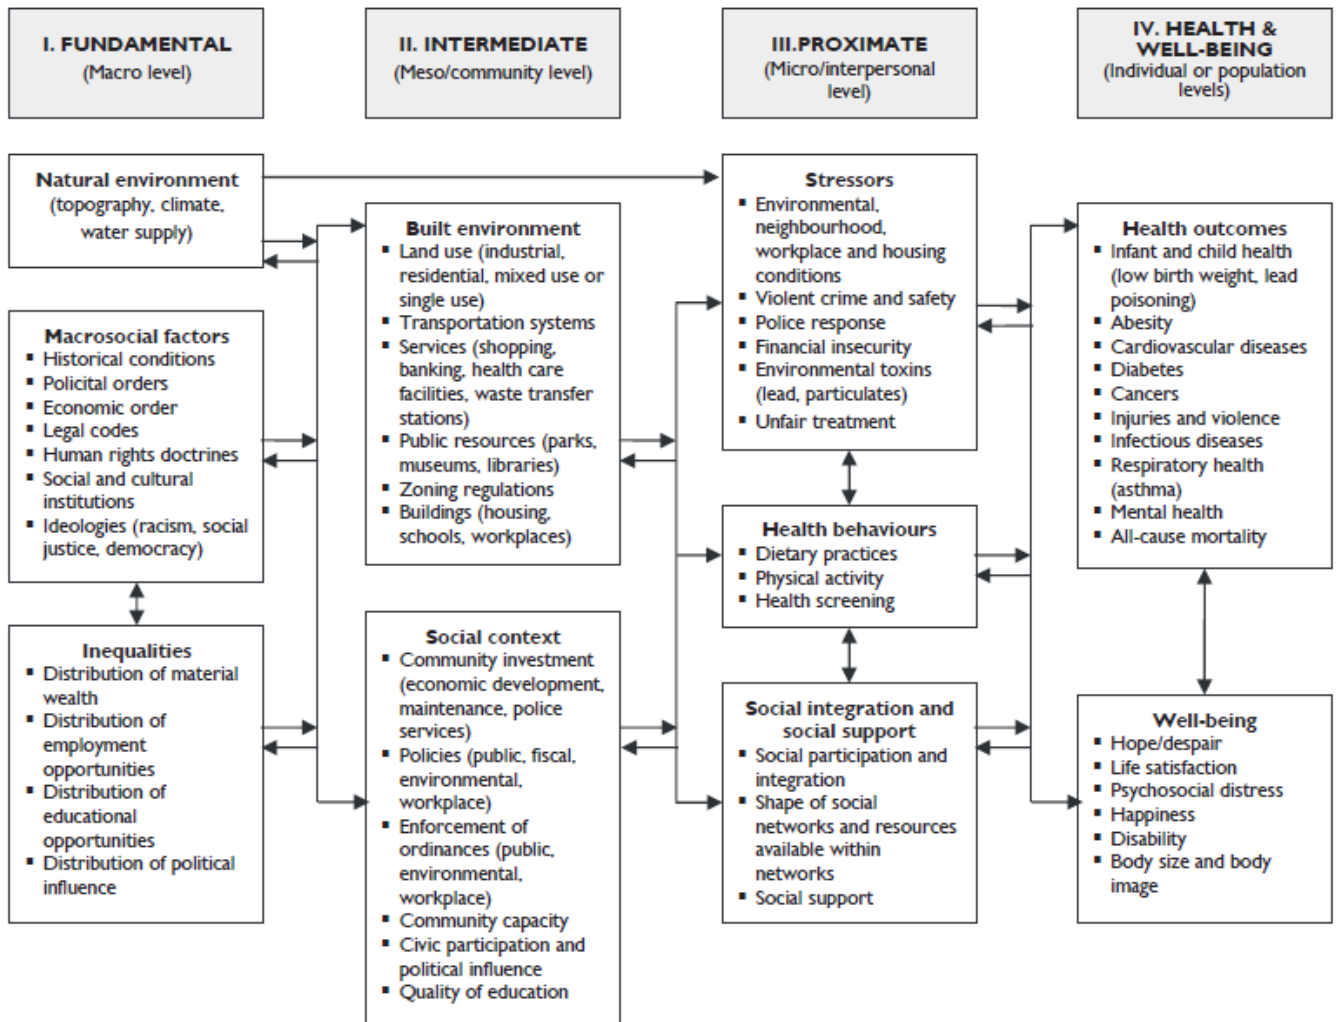 I. FUNDAMENTAL
(Macro level)
II. INTERMEDIATE
(Meso/community level)
III.PROXIMATE
(Micro/interpersonal
level)
IV. HEALTH &
WELL-BEING
(Individual or population
levels)
Natural environment
(topography, climate,
water supply)
Macrosocial factors
▪ Historical conditions
▪ Policital orders
▪ Economic order
▪ Legal codes
▪ Human rights doctrines
▪ Social and cultural
institutions
▪ Ideologies (racism, social
justice, democracy)
Inequalities
▪ Distribution of material
wealth
▪ Distribution of
employment
opportunities
▪ Distribution of
educational
opportunities
▪ Distribution of political
influence
Built environment
▪ Land use (industrial,
residential, mixed use or
single use)
▪ Transportation systems
▪ Services (shopping,
banking, health care
facilities, waste transfer
stations)
▪ Public resources (parks,
museums, libraries)
▪ Zoning regulations
▪ Buildings (housing,
schools, workplaces)
Social context
▪ Community investment
(economic development,
maintenance, police
services)
▪ Policies (public, fiscal,
environmental,
workplace)
▪ Enforcement of
ordinances (public,
environmental,
workplace)
▪ Community capacity
▪ Civic participation and
political influence
▪ Quality of education
Stressors
▪ Environmental,
neighbourhood,
workplace and housing
conditions
▪ Violent crime and safety
▪ Police response
▪ Financial insecurity
▪ Environmental toxins
(lead, particulates)
▪ Unfair treatment
Health behaviours
▪ Dietary practices
▪ Physical activity
▪ Health screening
Social integration and
social support
▪ Social participation and
integration
▪ Shape of social
networks and resources
available within
networks
▪ Social support
Health outcomes
▪ Infant and child health
(low birth weight, lead
poisoning)
▪ Abesity
▪ Cardiovascular diseases
▪ Diabetes
▪ Cancers
▪ Injuries and violence
▪ Infectious diseases
▪ Respiratory health
(asthma)
▪ Mental health
▪ All-cause mortality
Well-being
▪ Hope/despair
▪ Life satisfaction
▪ Psychosocial distress
▪ Happiness
▪ Disability
▪ Body size and body
image